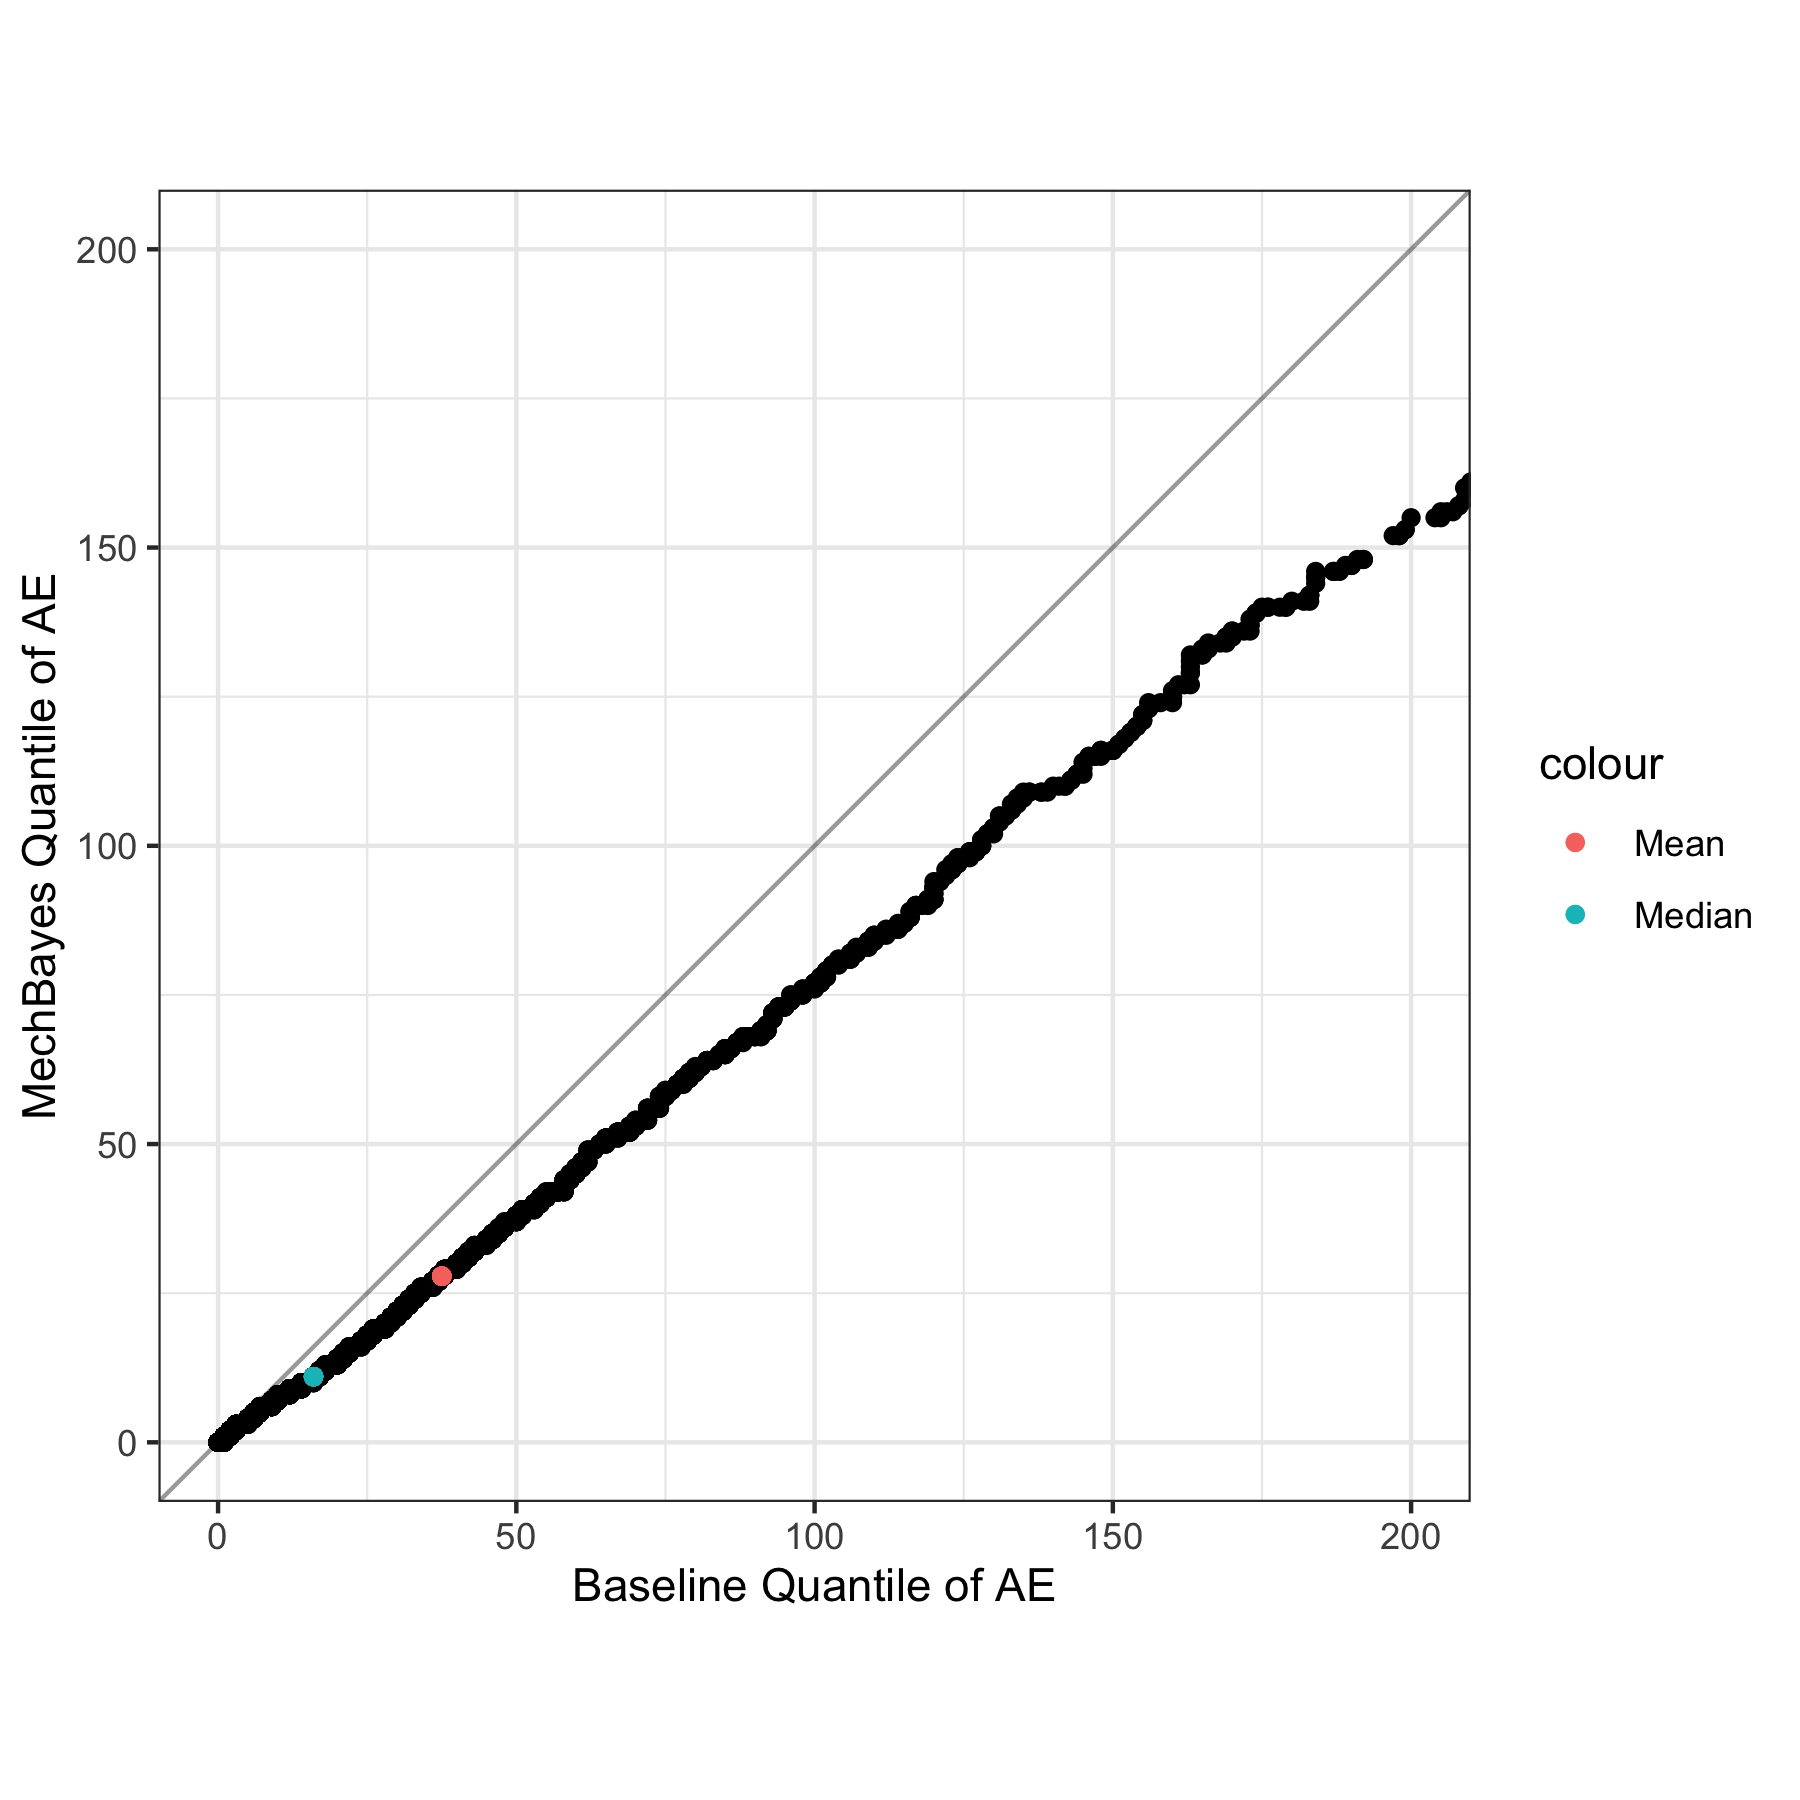 200
150
100
50
0
MechBayes Quantile of AE
0 50 100 150 200
Baseline Quantile of AE
colour
Mean
Median